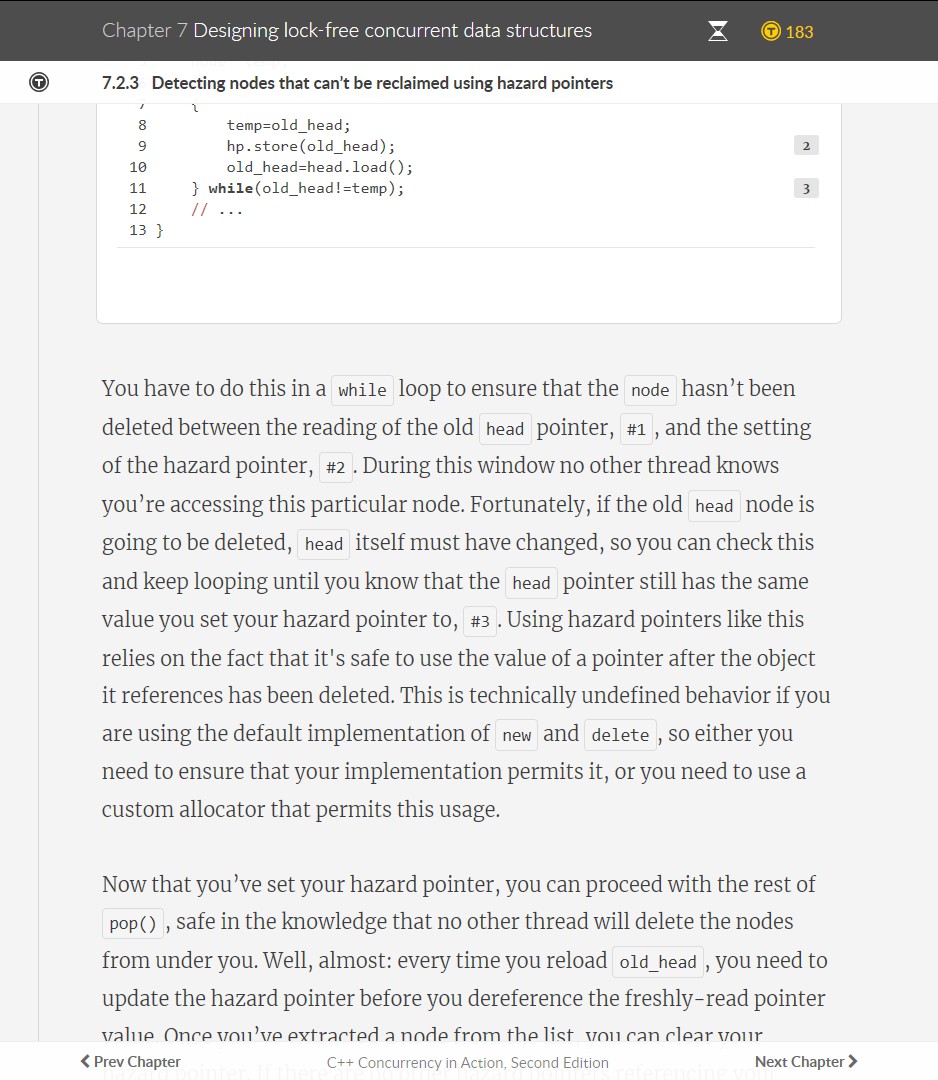 Chapter 7 Designing lock-free concurrent data structures
183
7.2.3 Detecting nodes that can’t be reclaimed using hazard pointers
7 {
8 temp=old_head;
9 hp.store(old_head); 2
10 old_head=head.load();
11 } while(old_head!=temp); 3
12 // ...
13 }
You have to do this in a while loop to ensure that the node hasn’t been
deleted between the reading of the old head pointer, #1 , and the setting
of the hazard pointer, #2 . During this window no other thread knows
you’re accessing this particular node. Fortunately, if the old head node is
going to be deleted, head itself must have changed, so you can check this
and keep looping until you know that the head pointer still has the same
value you set your hazard pointer to, #3 . Using hazard pointers like this
relies on the fact that it's safe to use the value of a pointer after the object
it references has been deleted. This is technically undefined behavior if you
are using the default implementation of new and delete , so either you
need to ensure that your implementation permits it, or you need to use a
custom allocator that permits this usage.
Now that you’ve set your hazard pointer, you can proceed with the rest of
pop() , safe in the knowledge that no other thread will delete the nodes
from under you. Well, almost: every time you reload old_head , you need to
update the hazard pointer before you dereference the freshly-read pointer
value. Once you’ve extracted a node from the list, you can clear your
Prev Chapter
C++ Concurrency in Action, Second Edition
Next Chapter
hazard pointer. If there are no other hazard pointers referencing your